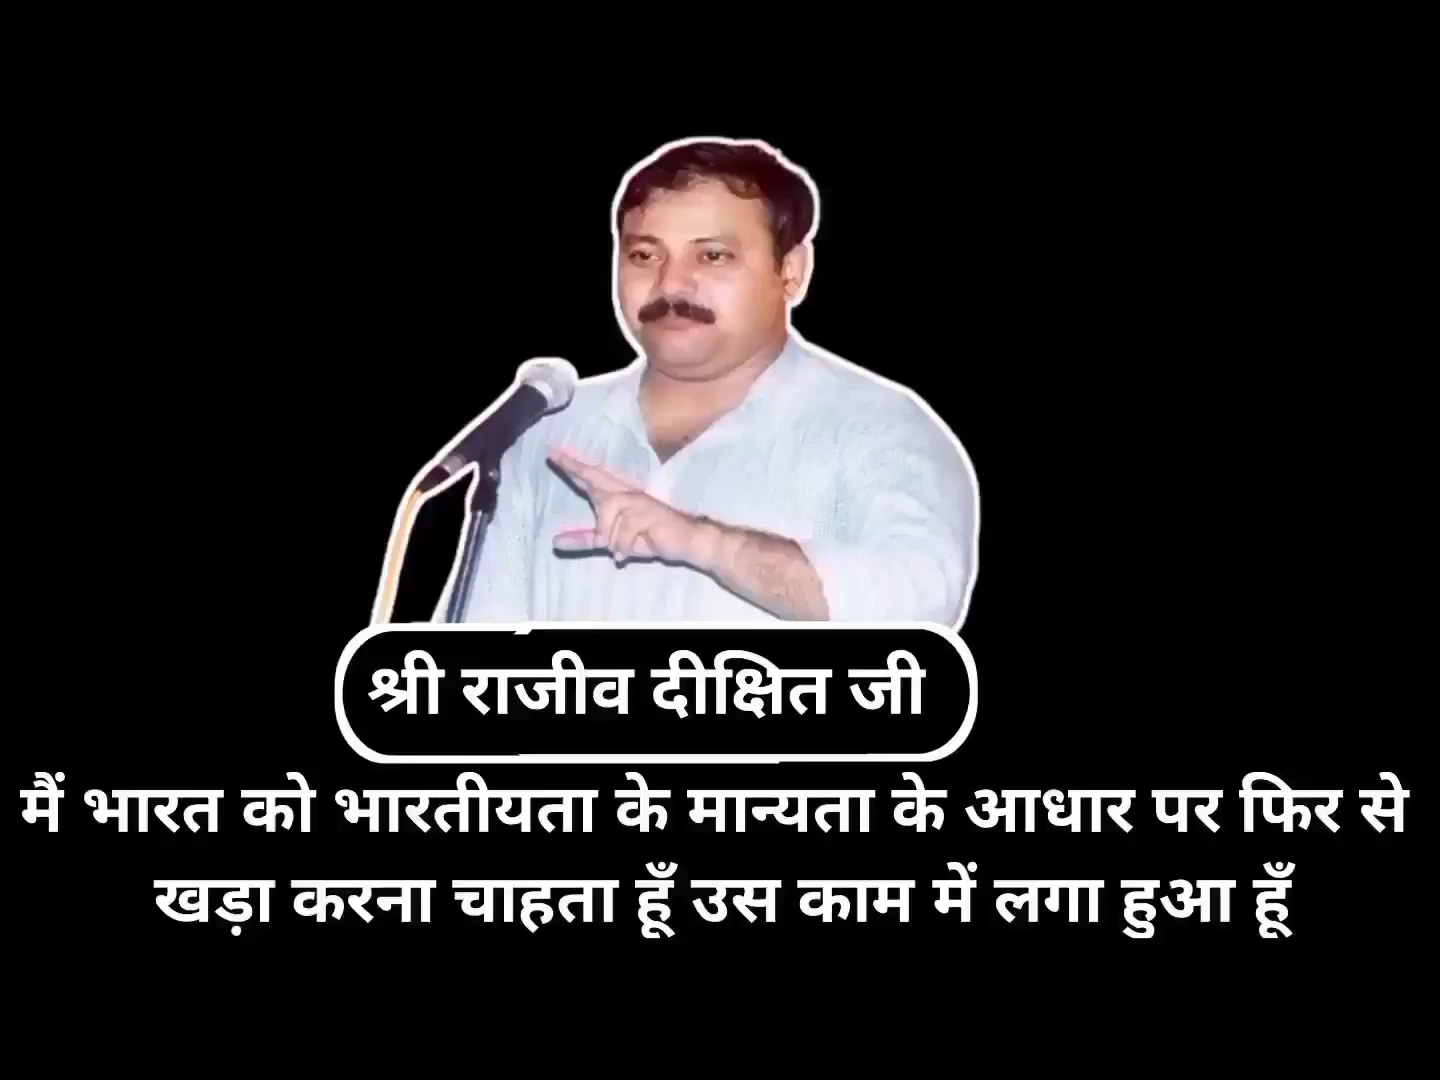 श्री राजीव दीक्षित जी
मैं भारत को भारतीयता के मान्यता के आधार पर फिर से
खड़ा करना चाहता हूँ उस काम में लगा हुआ हूँ